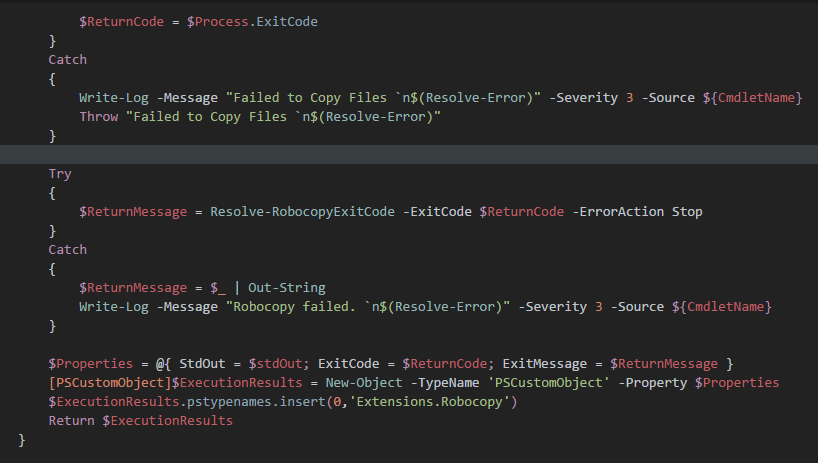 $ReturnCode = $Process.ExitCode
}
Catch
{
Write-Log -Message "Failed to Copy Files `n$(Resolve-Error)" -Severity 3 -Source ${CmdletName}
Throw "Failed to Copy Files `n$(Resolve-Error)"
}
Try
{
$ReturnMessage = Resolve-RobocopyExitCode -ExitCode $ReturnCode -ErrorAction Stop
}
Catch
{
$ReturnMessage = $_ | Out-String
Write-Log -Message "Robocopy failed. `n$(Resolve-Error)" -Severity 3 -Source ${CmdletName}
}
$Properties = @{ StdOut = $stdOut; ExitCode = $ReturnCode; ExitMessage = $ReturnMessage }
[PSCustomObject]$ExecutionResults = New-Object -TypeName 'PSCustomObject' -Property $Properties
$ExecutionResults.pstypenames.insert(0,'Extensions.Robocopy')
Return $ExecutionResults
}